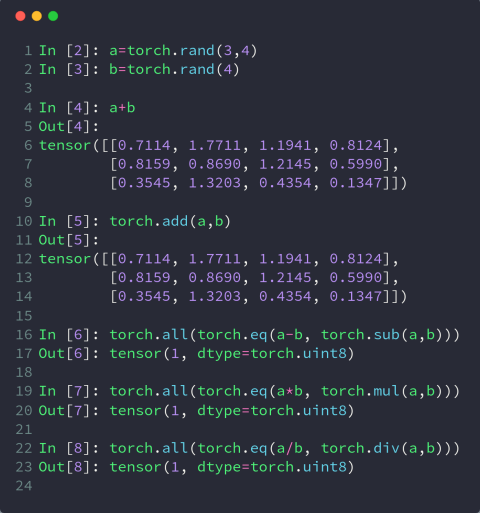 1 In [2]: a=torch.rand(3,4)
2 In [3]: b=torch.rand(4)
3
4 In [4]: a+b
5 Out[4]:
6 tensor([[0.7114, 1.7711, 1.1941, 0.8124],
7         [0.8159, 0.8690, 1.2145, 0.5990],
8         [0.3545, 1.3203, 0.4354, 0.1347]])
9
10 In [5]: torch.add(a,b)
11 Out[5]:
12 tensor([[0.7114, 1.7711, 1.1941, 0.8124],
13         [0.8159, 0.8690, 1.2145, 0.5990],
14         [0.3545, 1.3203, 0.4354, 0.1347]])
15
16 In [6]: torch.all(torch.eq(a-b, torch.sub(a,b)))
17 Out[6]: tensor(1, dtype=torch.uint8)
18
19 In [7]: torch.all(torch.eq(a*b, torch.mul(a,b)))
20 Out[7]: tensor(1, dtype=torch.uint8)
21
22 In [8]: torch.all(torch.eq(a/b, torch.div(a,b)))
23 Out[8]: tensor(1, dtype=torch.uint8)
24